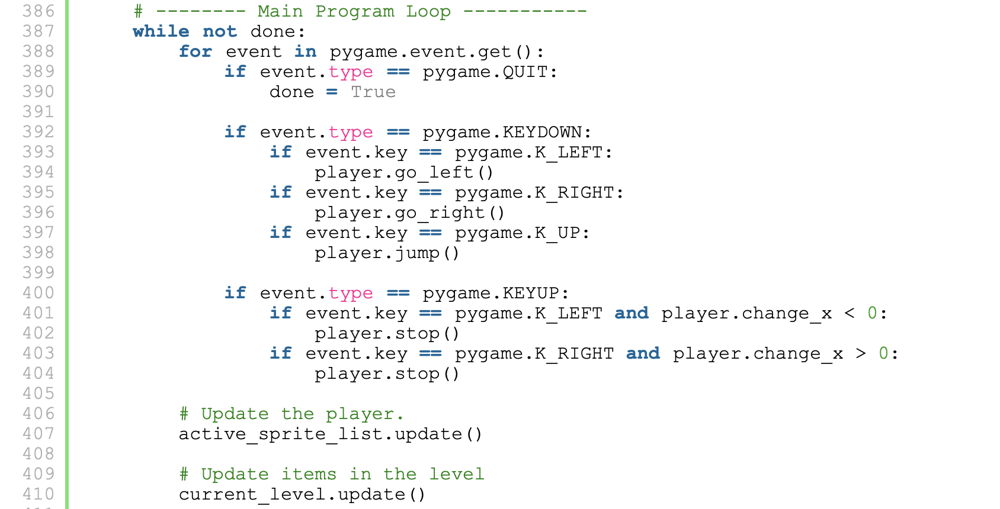 386 # -------- Main Program Loop -----------
387 while not done:
388 for event in pygame.event.get():
389 if event.type == pygame.QUIT:
390 done = True
391
392 if event.type == pygame.KEYDOWN:
393 if event.key == pygame.K_LEFT:
394 player.go_left()
395 if event.key == pygame.K_RIGHT:
396 player.go_right()
397 if event.key == pygame.K_UP:
398 player.jump()
399
400 if event.type == pygame.KEYUP:
401 if event.key == pygame.K_LEFT and player.change_x < 0:
402 player.stop()
403 if event.key == pygame.K_RIGHT and player.change_x > 0:
404 player.stop()
405
406 # Update the player.
407 active_sprite_list.update()
408
409 # Update items in the level
410 current_level.update()